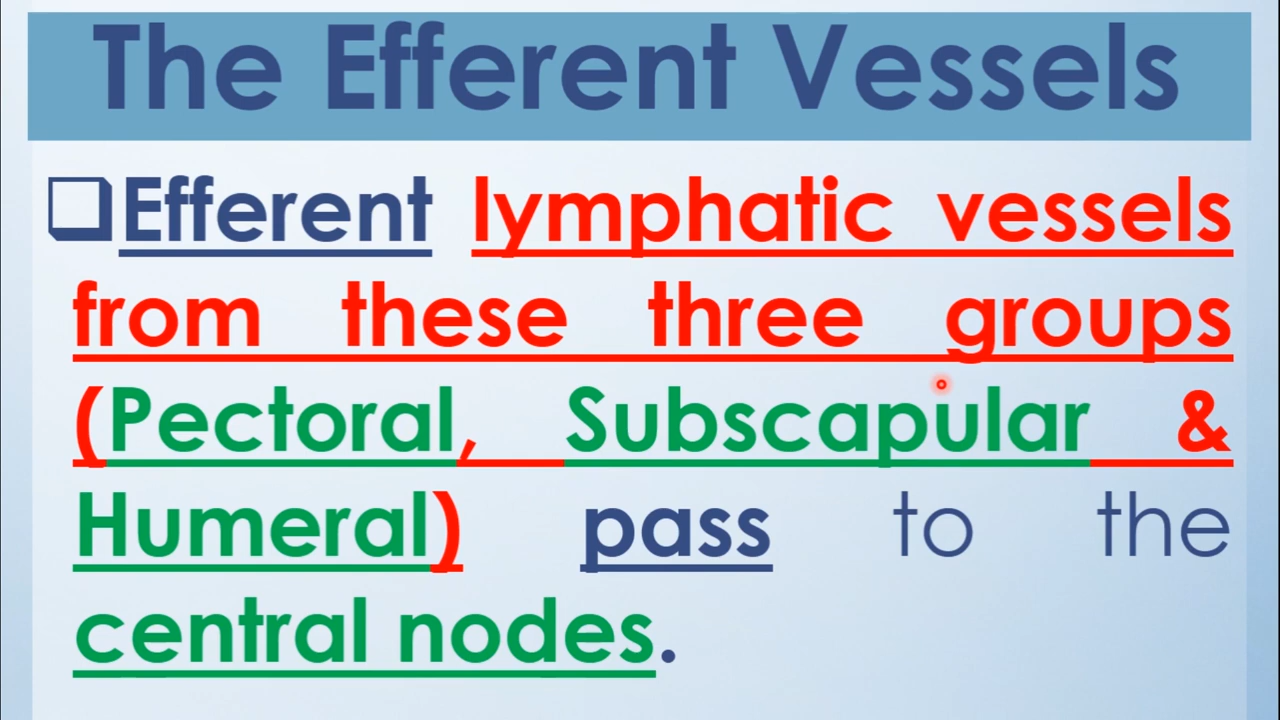 The Efferent Vessels
❑Efferent lymphatic vessels
from these three groups
(Pectoral, Subscapular &
Humeral) pass to the
central nodes.